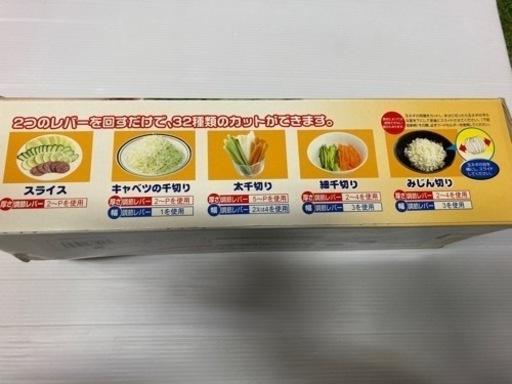 2つのレバーを回すだけで、32種類のカットができます。
スライス
厚さ 調節レバー 2〜Pを使用
キャベツの千切り
厚さ 調節レバー 2〜Pを使用
幅 調節レバー 1を使用
太千切り
厚さ 調節レバー 5〜Pを使用
幅 調節レバー 2又は4を使用
細千切り
厚さ 調節レバー 2〜4を使用
幅 調節レバー 3を使用
みじん切り
厚さ 調節レバー 2〜4を使用
幅 調節レバー 3を使用